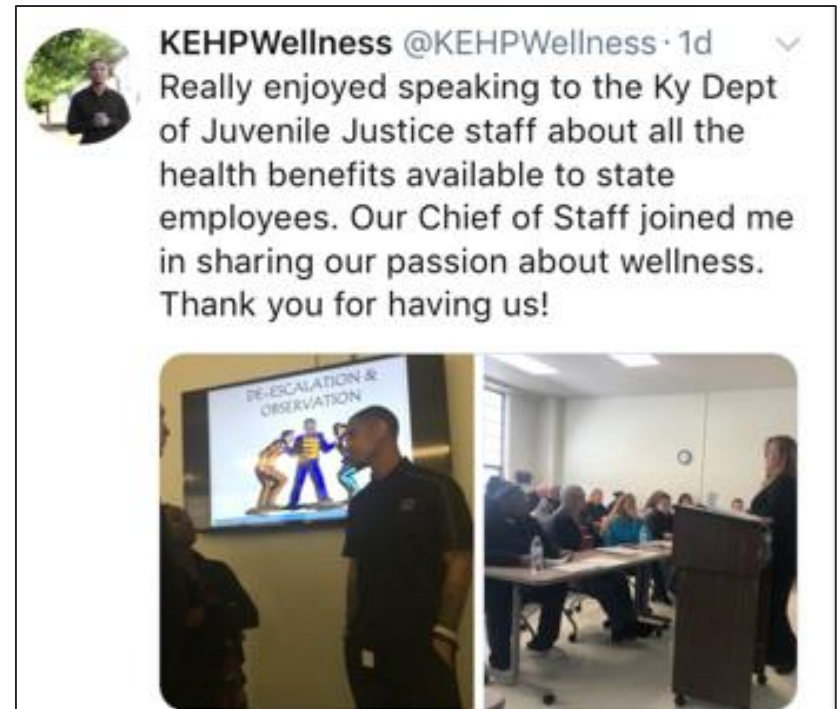 KEHPWellness @KEHPWellness · 1d
Really enjoyed speaking to the Ky Dept
of Juvenile Justice staff about all the
health benefits available to state
employees. Our Chief of Staff joined me
in sharing our passion about wellness.
Thank you for having us!
DE-ESCALATION &
OBSERVATION